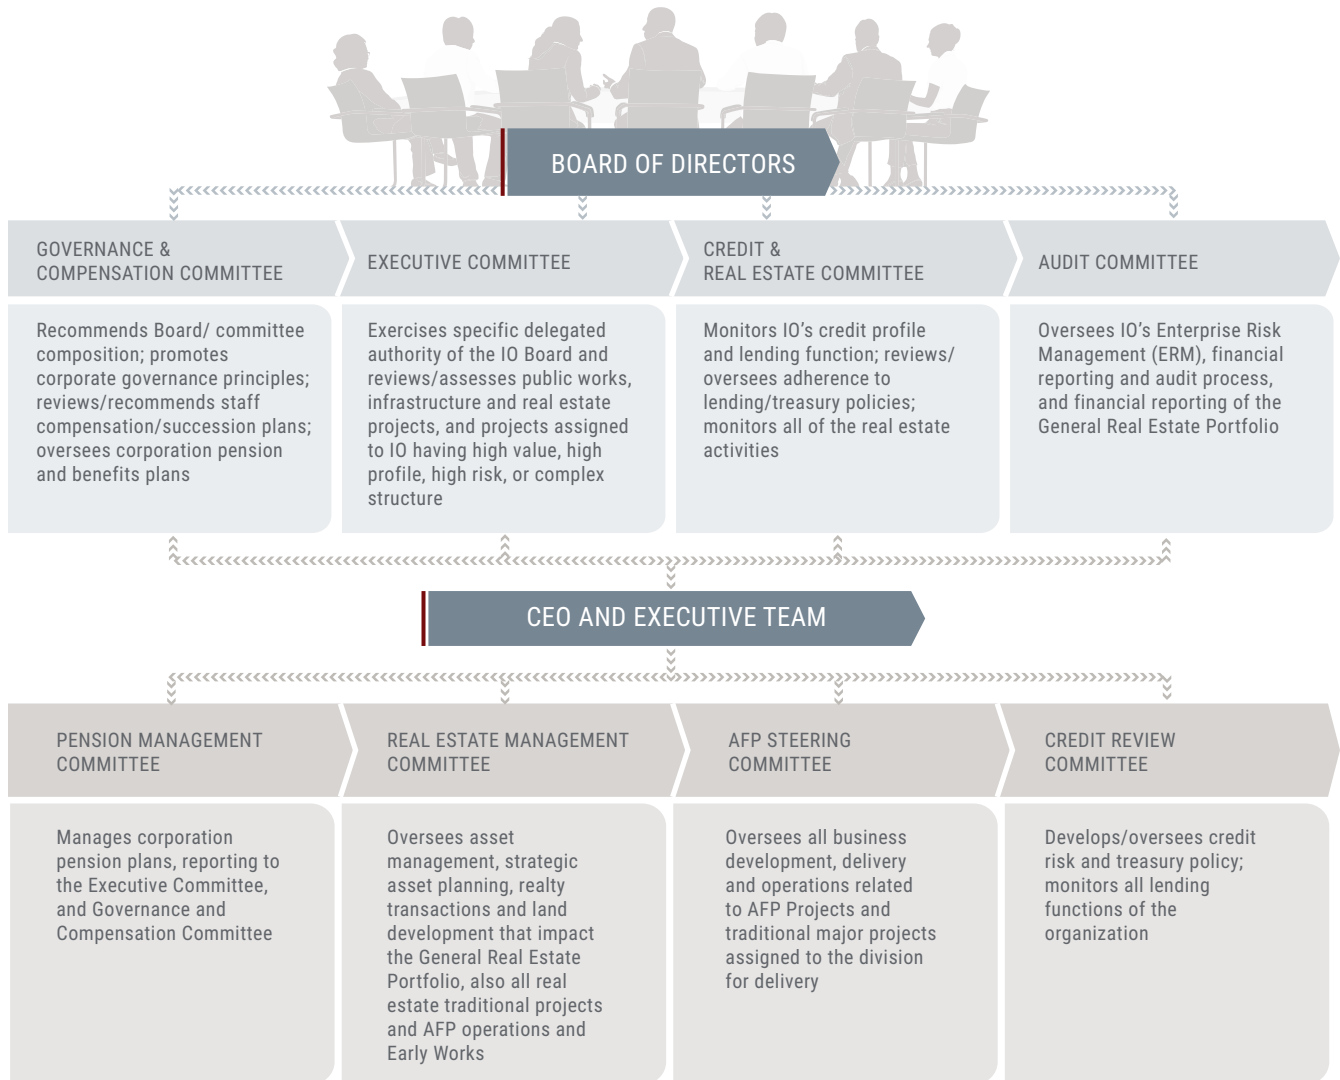 BOARD OF DIRECTORS
GOVERNANCE &
COMPENSATION COMMITTEE
Recommends Board/ committee
composition; promotes
corporate governance principles;
reviews/recommends staff
compensation/succession plans;
oversees corporation pension
and benefits plans
EXECUTIVE COMMITTEE
Exercises specific delegated
authority of the IO Board and
reviews/assesses public works,
infrastructure and real estate
projects, and projects assigned
to IO having high value, high
profile, high risk, or complex
structure
CREDIT &
REAL ESTATE COMMITTEE
Monitors IO's credit profile
and lending function; reviews/
oversees adherence to
lending/treasury policies;
monitors all of the real estate
activities
AUDIT COMMITTEE
Oversees IO's Enterprise Risk
Management (ERM), financial
reporting and audit process,
and financial reporting of the
General Real Estate Portfolio
CEO AND EXECUTIVE TEAM
PENSION MANAGEMENT
COMMITTEE
Manages corporation
pension plans, reporting to
the Executive Committee,
and Governance and
Compensation Committee
REAL ESTATE MANAGEMENT
COMMITTEE
Oversees asset
management, strategic
asset planning, realty
transactions and land
development that impact
the General Real Estate
Portfolio, also all real
estate traditional projects
and AFP operations and
Early Works
AFP STEERING
COMMITTEE
Oversees all business
development, delivery
and operations related
to AFP Projects and
traditional major projects
assigned to the division
for delivery
CREDIT REVIEW
COMMITTEE
Develops/oversees credit
risk and treasury policy;
monitors all lending
functions of the
organization